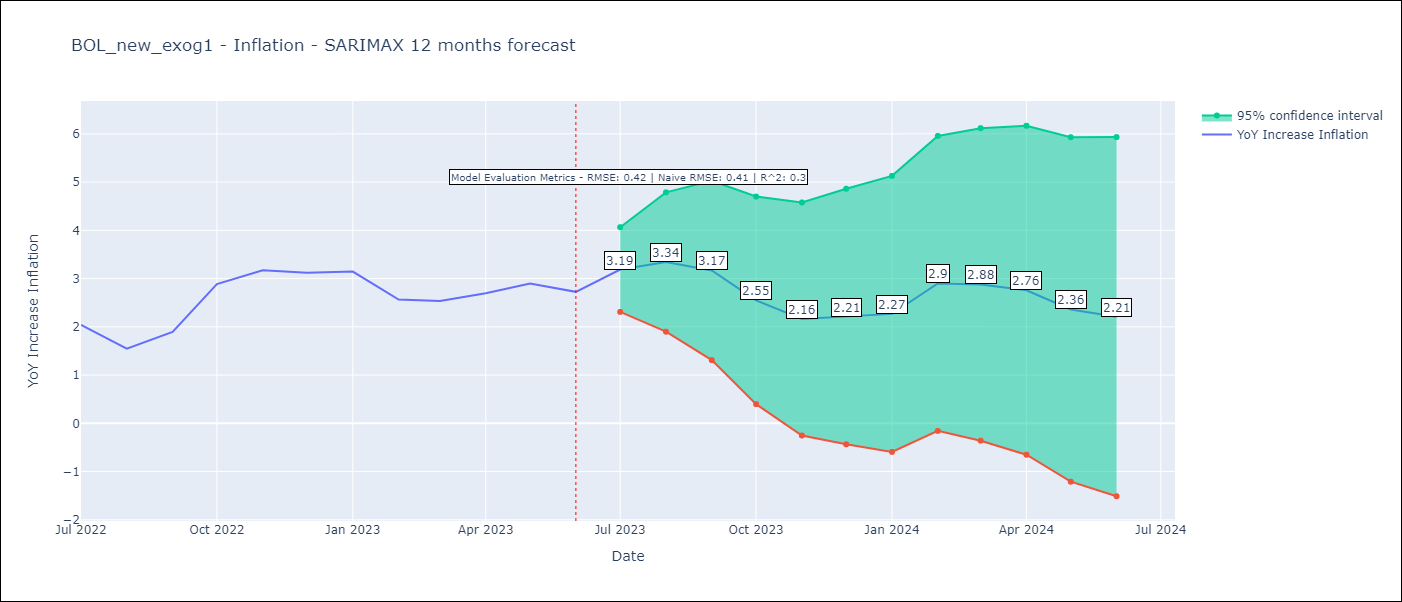 BOL_new_exog1 - Inflation - SARIMAX 12 months forecast
95% confidence interval
YoY Increase Inflation
Model Evaluation Metrics - RMSE: 0.42 | Naive RMSE: 0.41 | R^2: 0.3
YoY Increase Inflation
6
5
4
3
2
1
0
−1
−2
3.19
3.34
3.17
2.55
2.16
2.21
2.27
2.9
2.88
2.76
2.36
2.21
Jul 2022
Oct 2022
Jan 2023
Apr 2023
Jul 2023
Oct 2023
Jan 2024
Apr 2024
Jul 2024
Date